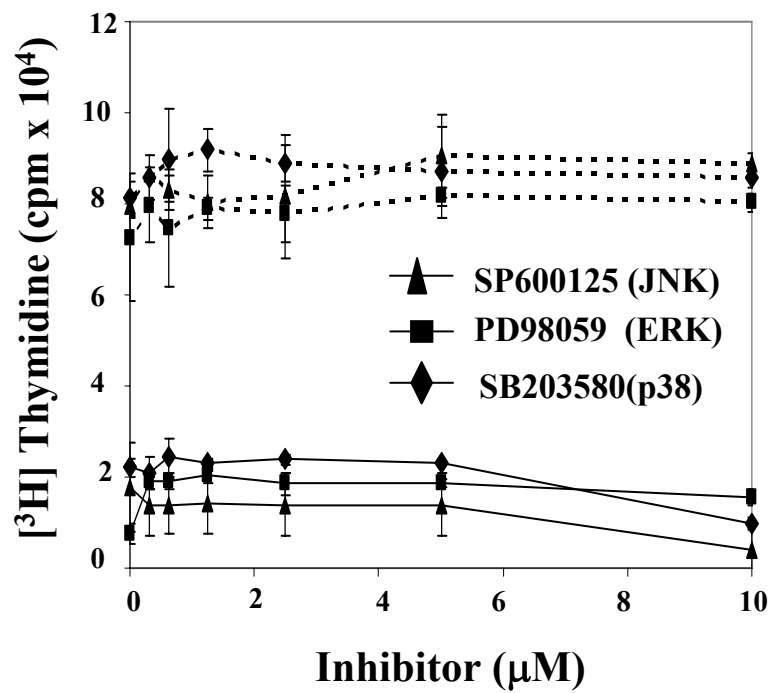 [³H] Thymidine (cpm x 10⁴)
12
10
8
6
4
2
0
SP600125 (JNK)
PD98059 (ERK)
SB203580(p38)
0 2 4 6 8 10
Inhibitor (μM)